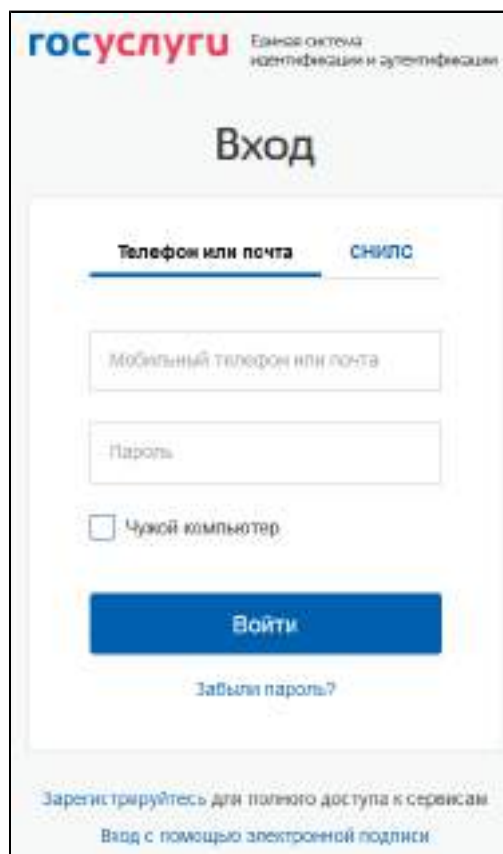 госуслуги
Единая система
идентификации и аутентификации
Вход
Телефон или почта СНИЛС
Мобильный телефон или почта
Пароль
Чужой компьютер
Войти
Забыли пароль?
Зарегистрируйтесь для полного доступа к сервисам
Вход с помощью электронной подписи